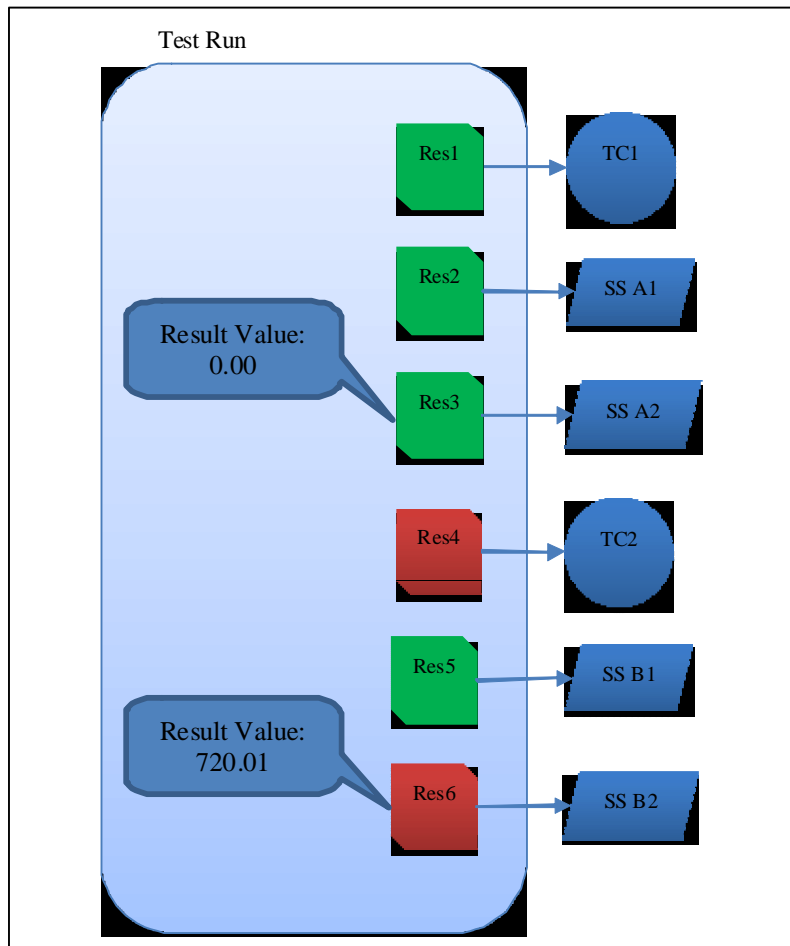 Test Run
Res1
TC1
Res2
SS A1
Result Value:
0.00
Res3
SS A2
Res4
TC2
Res5
SS B1
Result Value:
720.01
Res6
SS B2